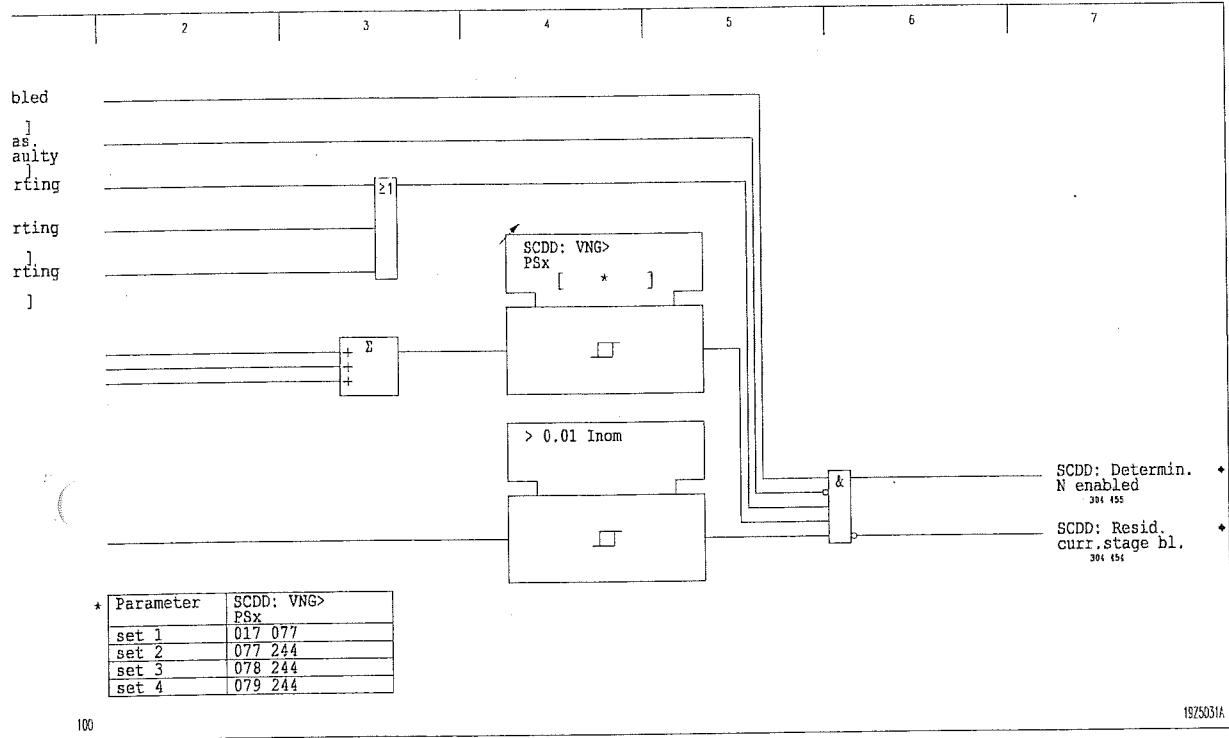 2 3 4 5 6 7
bled
]
as.
aulty
]
rting
≥1
rting
]
rting
]
SCDD: VNG>
PSx
[ * ]
Σ
+
+
+
> 0.01 Inom
&
SCDD: Determin.
N enabled
304 455
SCDD: Resid.
curr.stage bl.
304 454
* Parameter SCDD: VNG>
PSx
set 1 017 077
set 2 077 244
set 3 078 244
set 4 079 244
100
19Z5031A